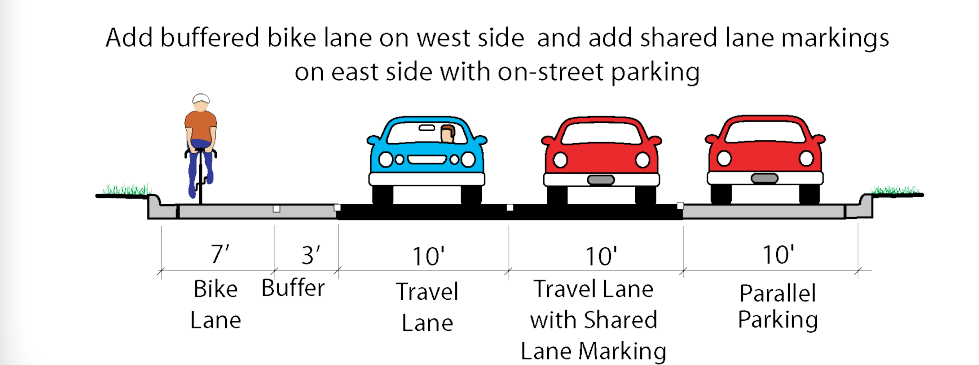 Add buffered bike lane on west side and add shared lane markings
on east side with on-street parking
7' 3' 10' 10' 10'
Bike Buffer Travel Travel Lane Parallel
Lane Lane with Shared Parking
Lane Marking